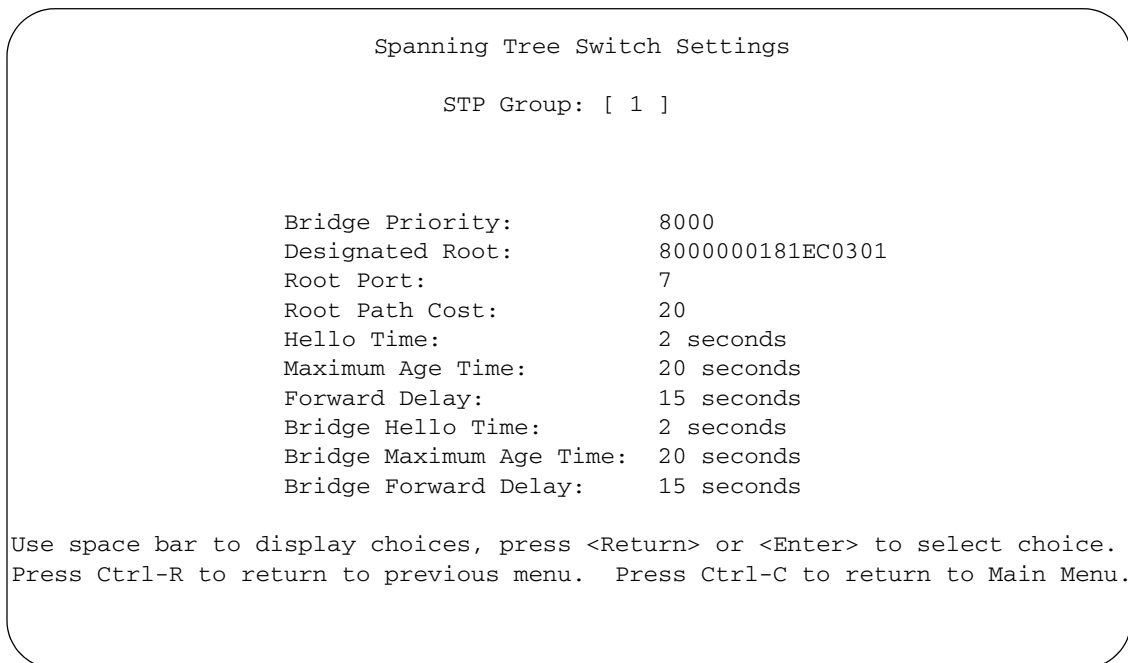 Spanning Tree Switch Settings
STP Group: [ 1 ]
Bridge Priority: 8000
Designated Root: 8000000181EC0301
Root Port: 7
Root Path Cost: 20
Hello Time: 2 seconds
Maximum Age Time: 20 seconds
Forward Delay: 15 seconds
Bridge Hello Time: 2 seconds
Bridge Maximum Age Time: 20 seconds
Bridge Forward Delay: 15 seconds
Use space bar to display choices, press <Return> or <Enter> to select choice.
Press Ctrl-R to return to previous menu. Press Ctrl-C to return to Main Menu.